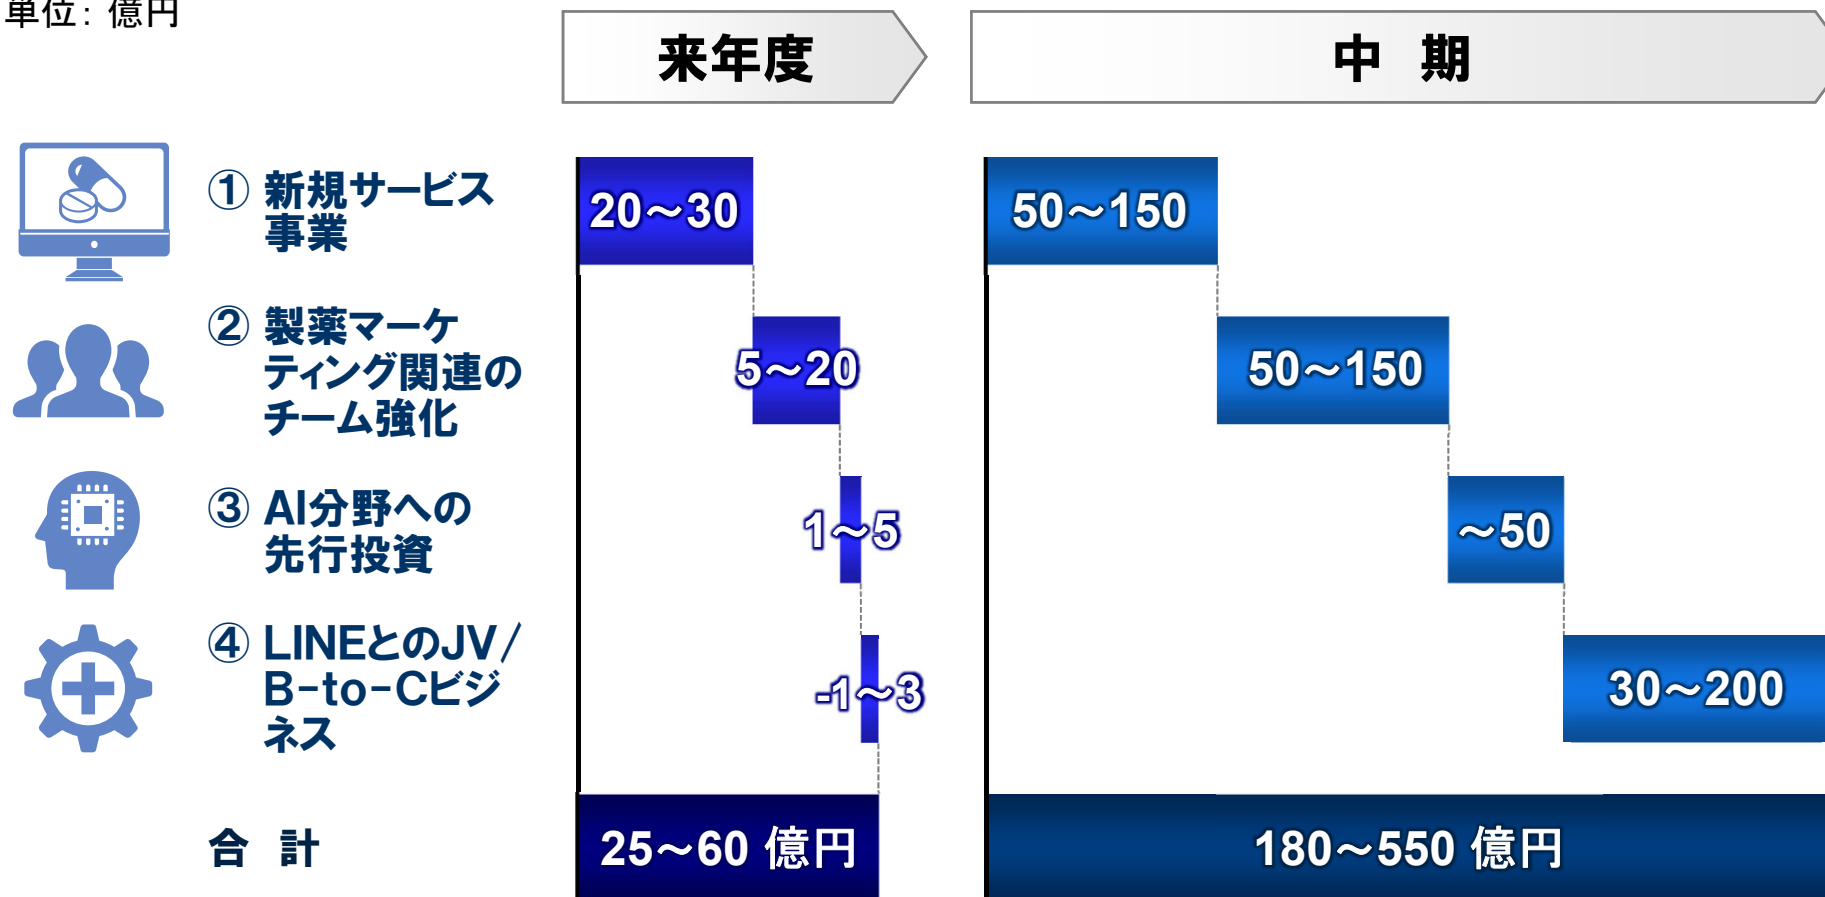 単位: 億円
来年度
中 期
① 新規サービス
事業
20～30
50～150
② 製薬マーケ
ティング関連の
チーム強化
5～20
50～150
③ AI分野への
先行投資
1～5
～50
④ LINEとのJV/
B-to-Cビジ
ネス
-1～3
30～200
合 計
25～60 億円
180～550 億円